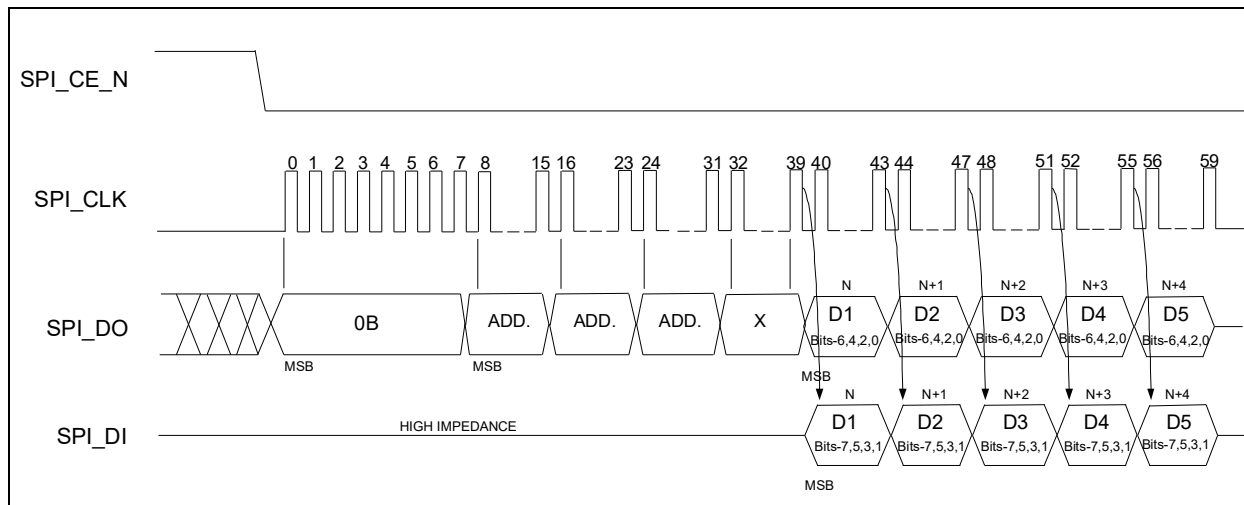 SPI_CE_N
0 1 2 3 4 5 6 7 8 15 16 23 24 31 32 39 40 43 44 47 48 51 52 55 56 59
SPI_CLK
N N+1 N+2 N+3 N+4
SPI_DO 0B ADD. ADD. ADD. X D1 D2 D3 D4 D5
Bits-6,4,2,0 Bits-6,4,2,0 Bits-6,4,2,0 Bits-6,4,2,0 Bits-6,4,2,0
MSB MSB MSB
N N+1 N+2 N+3 N+4
SPI_DI HIGH IMPEDANCE D1 D2 D3 D4 D5
Bits-7,5,3,1 Bits-7,5,3,1 Bits-7,5,3,1 Bits-7,5,3,1 Bits-7,5,3,1
MSB